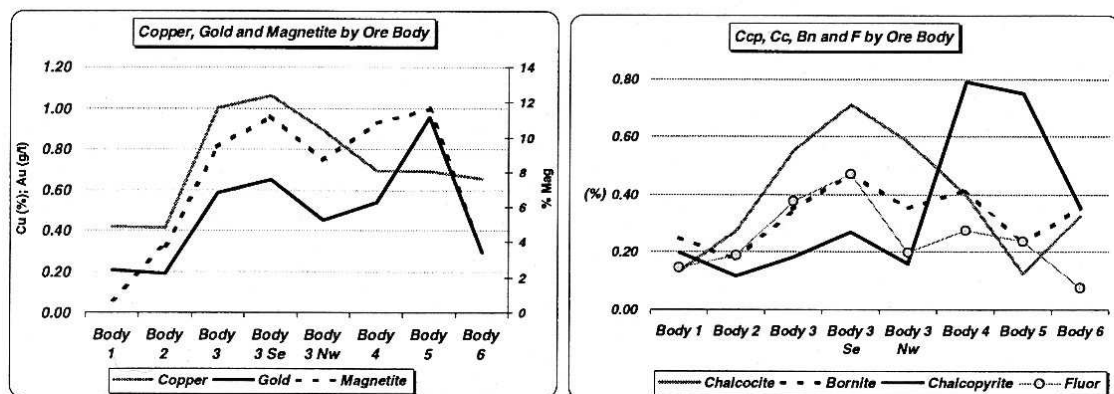 Copper, Gold and Magnetite by Ore Body
1.20
1.00
0.80
0.60
0.40
0.20
0.00
Cu (%); Au (g/l)
14
12
10
8
6
4
2
0
% Mag
Body Body Body Body Body Body Body Body
1 2 3 3 Se 3 Nw 4 5 6
Copper Gold Magnetite
Ccp, Cc, Bn and F by Ore Body
0.80
0.60
0.40
0.20
0.00
(%)
Body 1 Body 2 Body 3 Body 3 Body 3 Body 4 Body 5 Body 6
Se Nw
Chalcocite Bornite Chalcopyrite Fluor